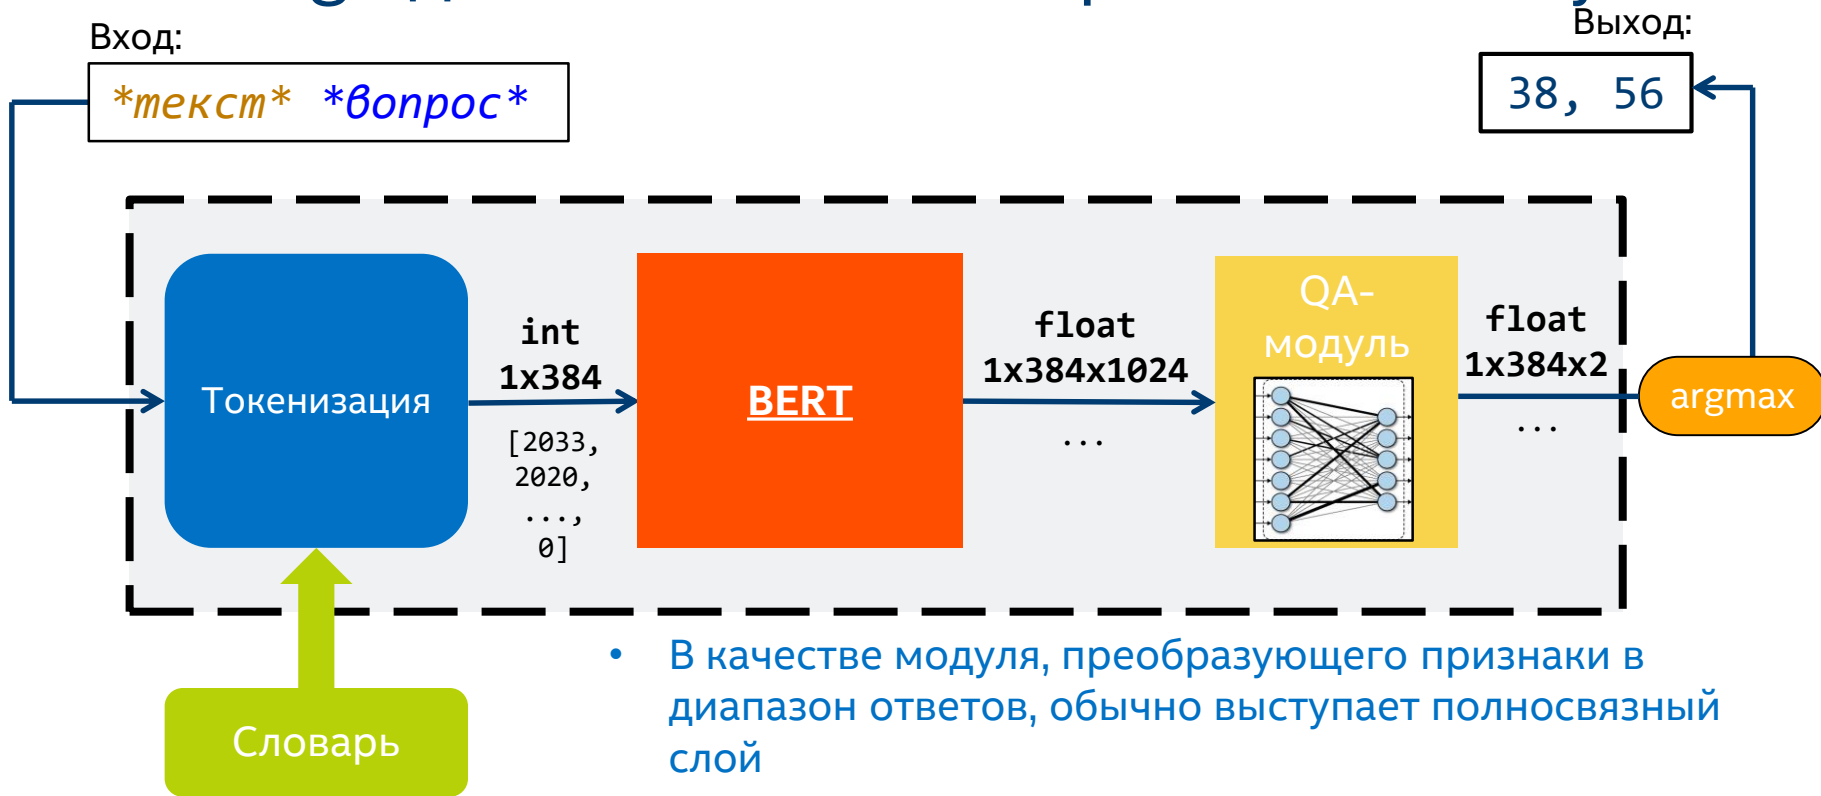 Вход:
Выход:
*текст* *вопрос*
38, 56
Токенизация
int
1x384
[2033,
2020,
...,
0]
BERT
float
1x384x1024
...
QA-
модуль
float
1x384x2
...
argmax
Словарь
• В качестве модуля, преобразующего признаки в
диапазон ответов, обычно выступает полносвязный
слой